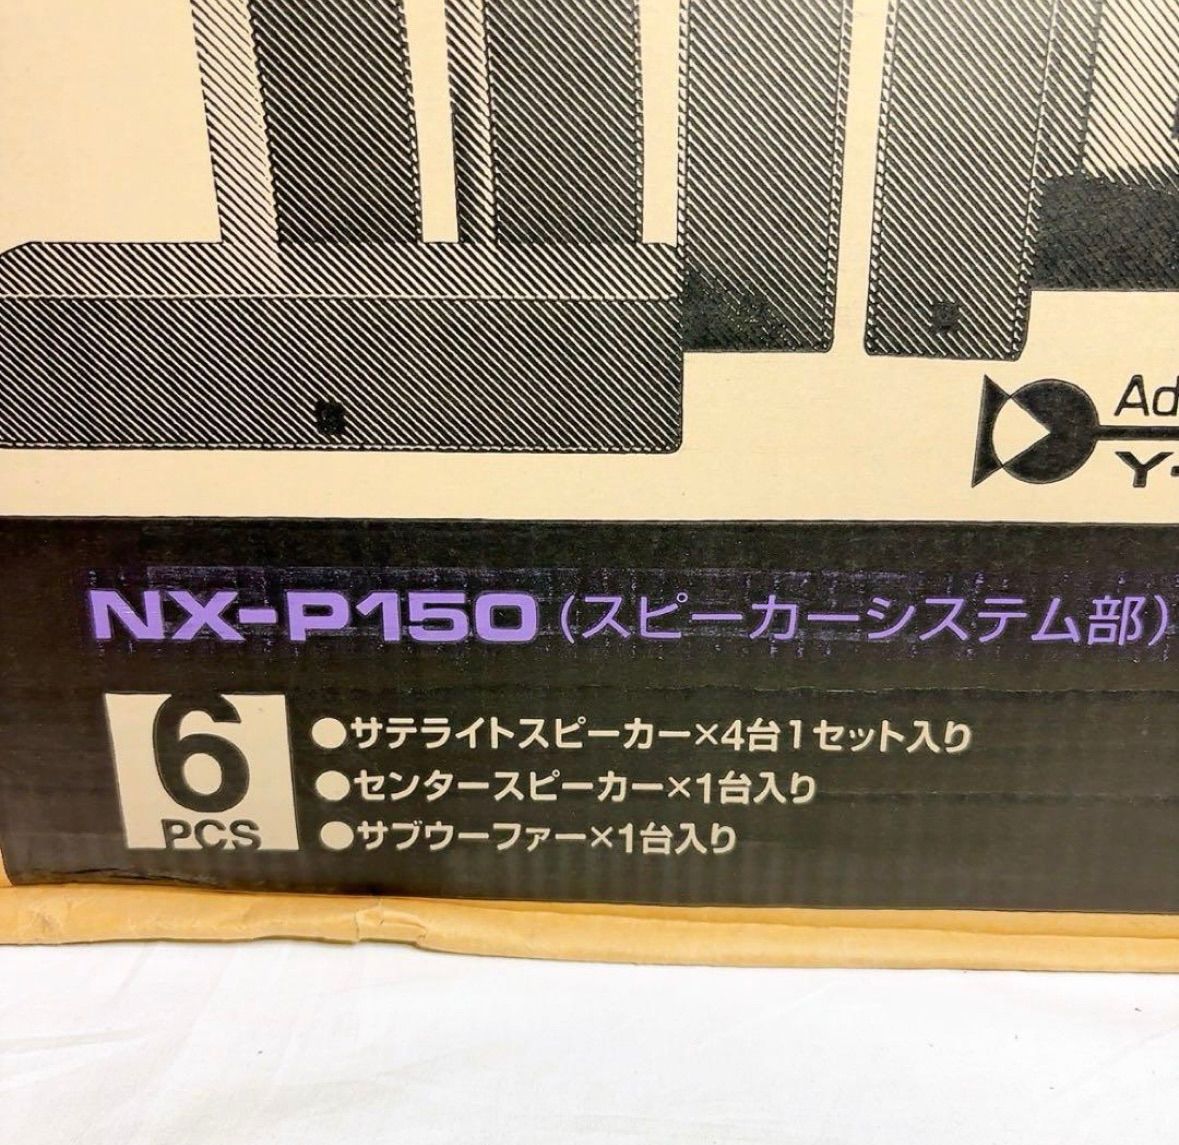 Ad
Y-
NX-P150（スピーカーシステム部）
6
PCS
●サテライトスピーカー×4台1セット入り
●センタースピーカー×1台入り
●サブウーファー×1台入り